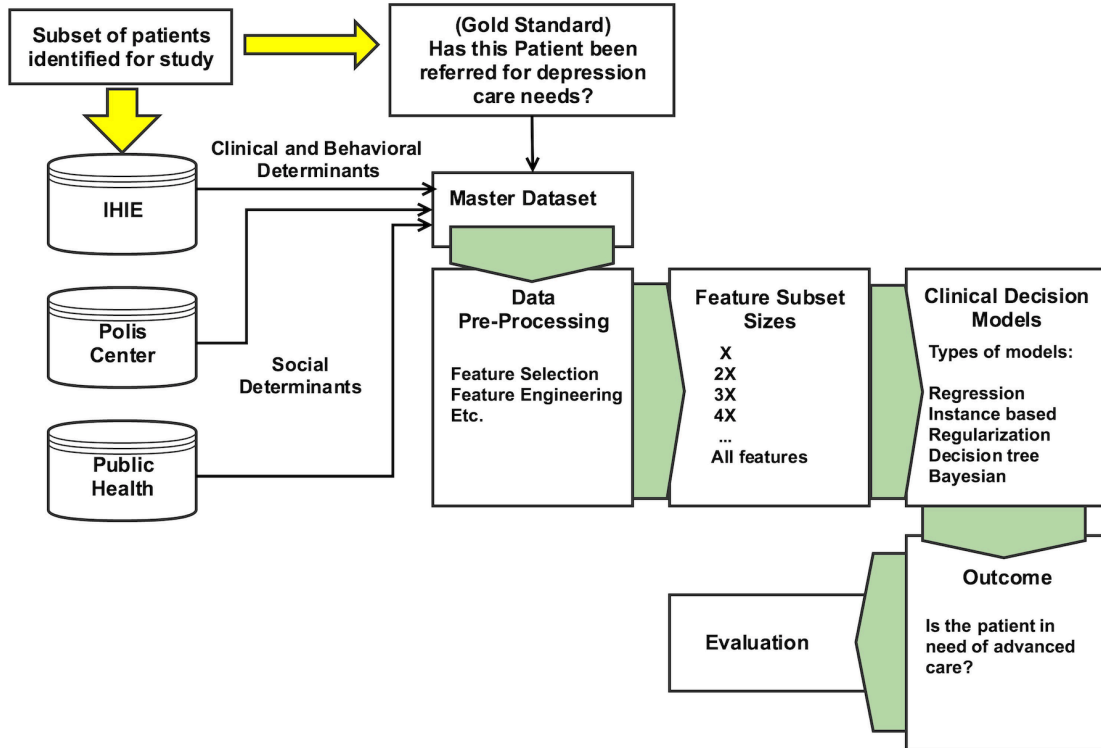 Subset of patients
identified for study
(Gold Standard)
Has this Patient been
referred for depression
care needs?
Clinical and Behavioral
Determinants
IHIE
Master Dataset
Polis
Center
Social
Determinants
Public
Health
Data
Pre-Processing
Feature Selection
Feature Engineering
Etc.
Feature Subset
Sizes
X
2X
3X
4X
...
All features
Clinical Decision
Models
Types of models:
Regression
Instance based
Regularization
Decision tree
Bayesian
Outcome
Is the patient in
need of advanced
care?
Evaluation